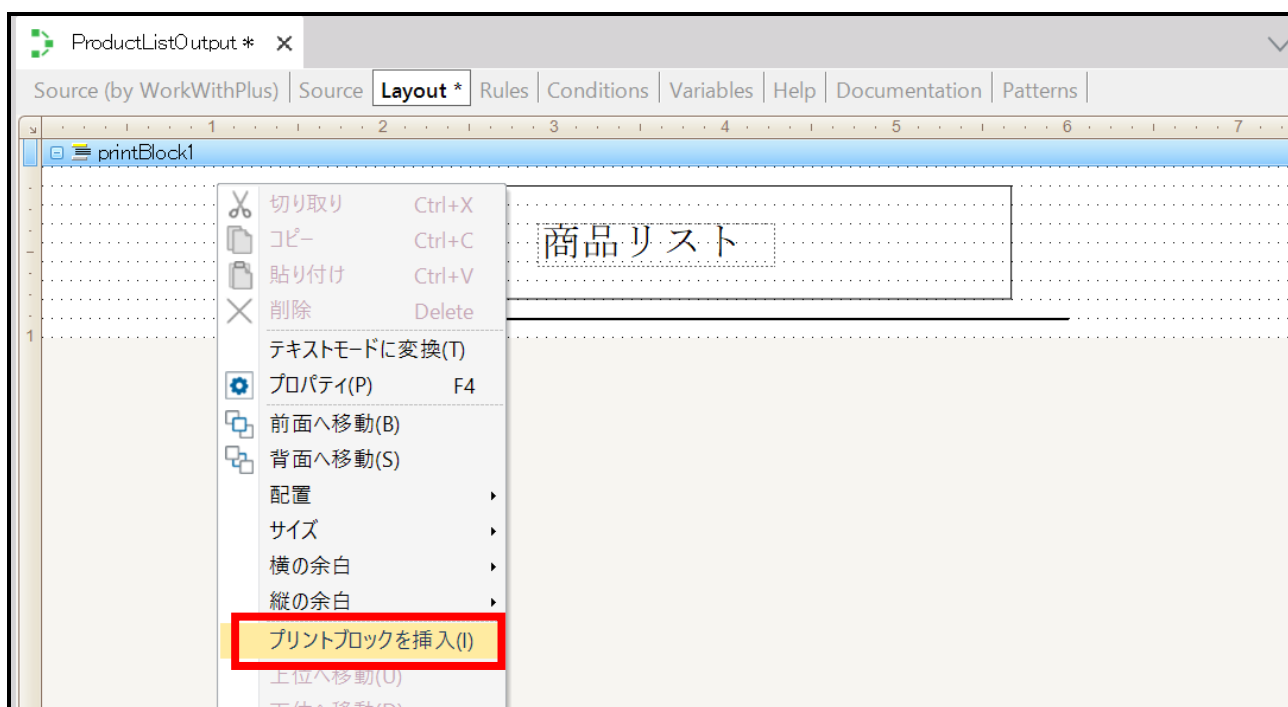 ProductListOutput *
Source (by WorkWithPlus) Source Layout * Rules Conditions Variables Help Documentation Patterns
1 2 3 4 5 6 7
printBlock1
商品リスト
1
切り取り Ctrl+X
コピー Ctrl+C
貼り付け Ctrl+V
削除 Delete
テキストモードに変換(T)
プロパティ(P) F4
前面へ移動(B)
背面へ移動(S)
配置
サイズ
横の余白
縦の余白
プリントブロックを挿入(I)
上位へ移動(U)